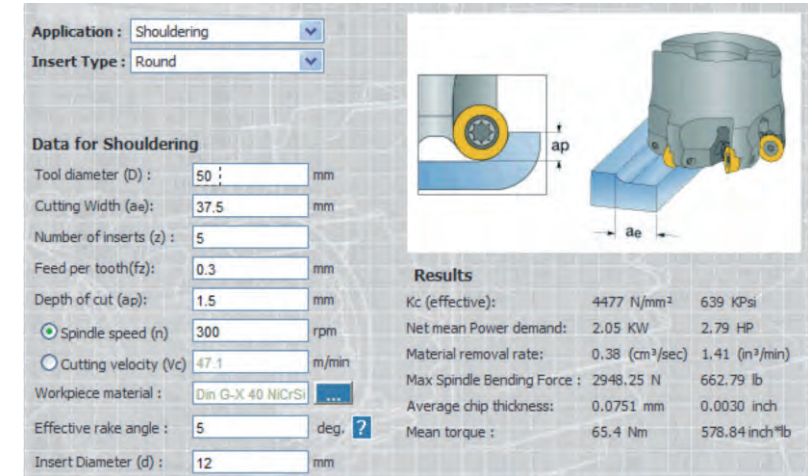 Application : Shouldering
Insert Type : Round
Data for Shouldering
Tool diameter (D) : 50 mm
Cutting Width (ae): 37.5 mm
Number of inserts (z) : 5
Feed per tooth(fz): 0.3 mm
Depth of cut (ap): 1.5 mm
Spindle speed (n) 300 rpm
Cutting velocity (Vc) 47.1 m/min
Workpiece material : Din G-X 40 NiCrSi ...
Effective rake angle : 5 deg. ?
Insert Diameter (d) : 12 mm
ap
ae
Results
Kc (effective): 4477 N/mm² 639 KPsi
Net mean Power demand: 2.05 KW 2.79 HP
Material removal rate: 0.38 (cm³/sec) 1.41 (in³/min)
Max Spindle Bending Force : 2948.25 N 662.79 lb
Average chip thickness: 0.0751 mm 0.0030 inch
Mean torque : 65.4 Nm 578.84 inch*lb